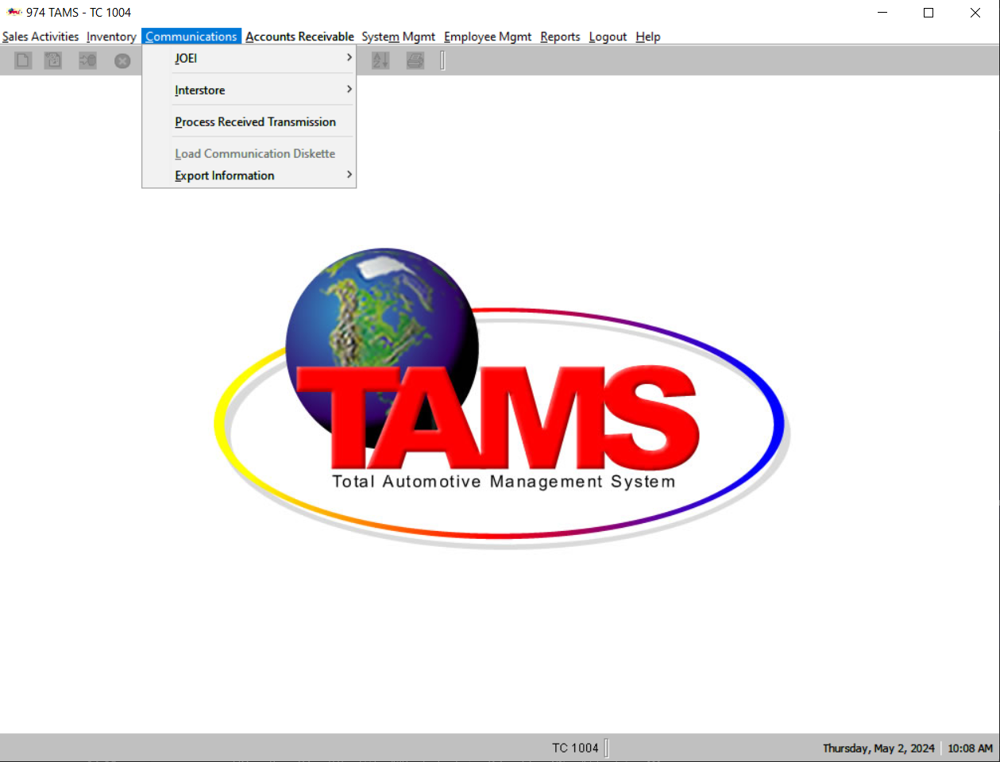 974 TAMS - TC 1004
Sales Activities Inventory Communications Accounts Receivable System Mgmt Employee Mgmt Reports Logout Help
JOEI
Interstore
Process Received Transmission
Load Communication Diskette
Export Information
TAMS
Total Automotive Management System
TC 1004 Thursday, May 2, 2024 10:08 AM